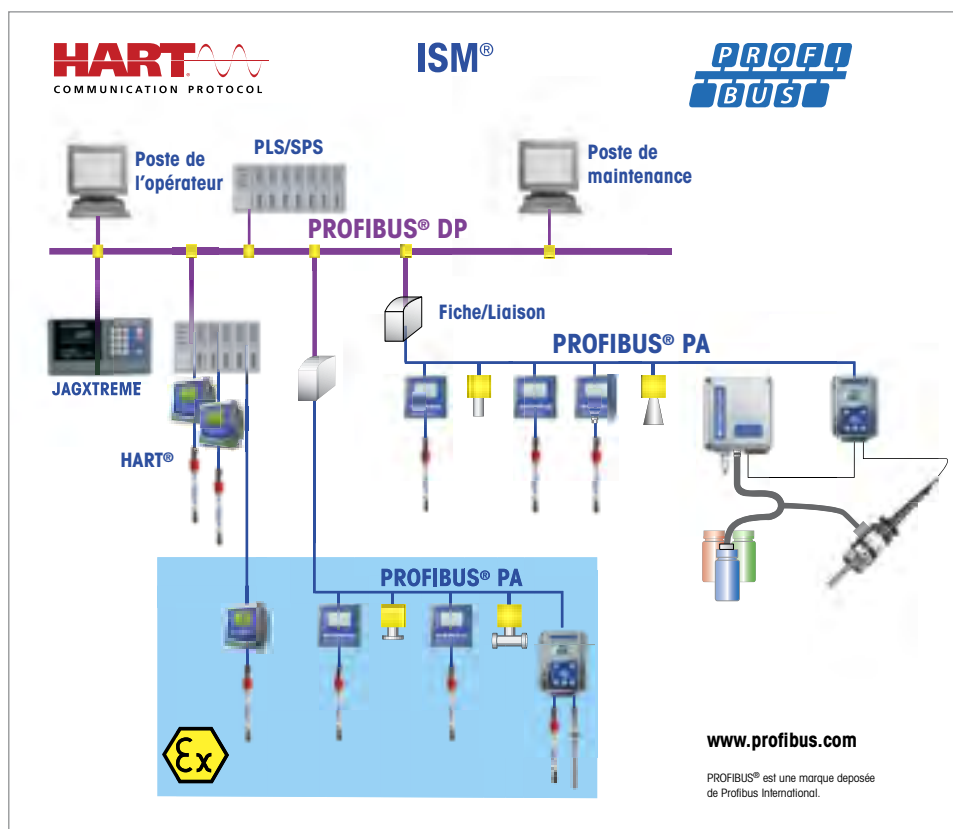 HART
COMMUNICATION PROTOCOL
ISM®
PROFI
BUS
Poste de
l'opérateur
PLS/SPS
Poste de
maintenance
PROFIBUS® DP
Fiche/Liaison
PROFIBUS® PA
JAGXTREME
HART®
PROFIBUS® PA
Ex
www.profibus.com
PROFIBUS® est une marque deposée
de Profibus International.